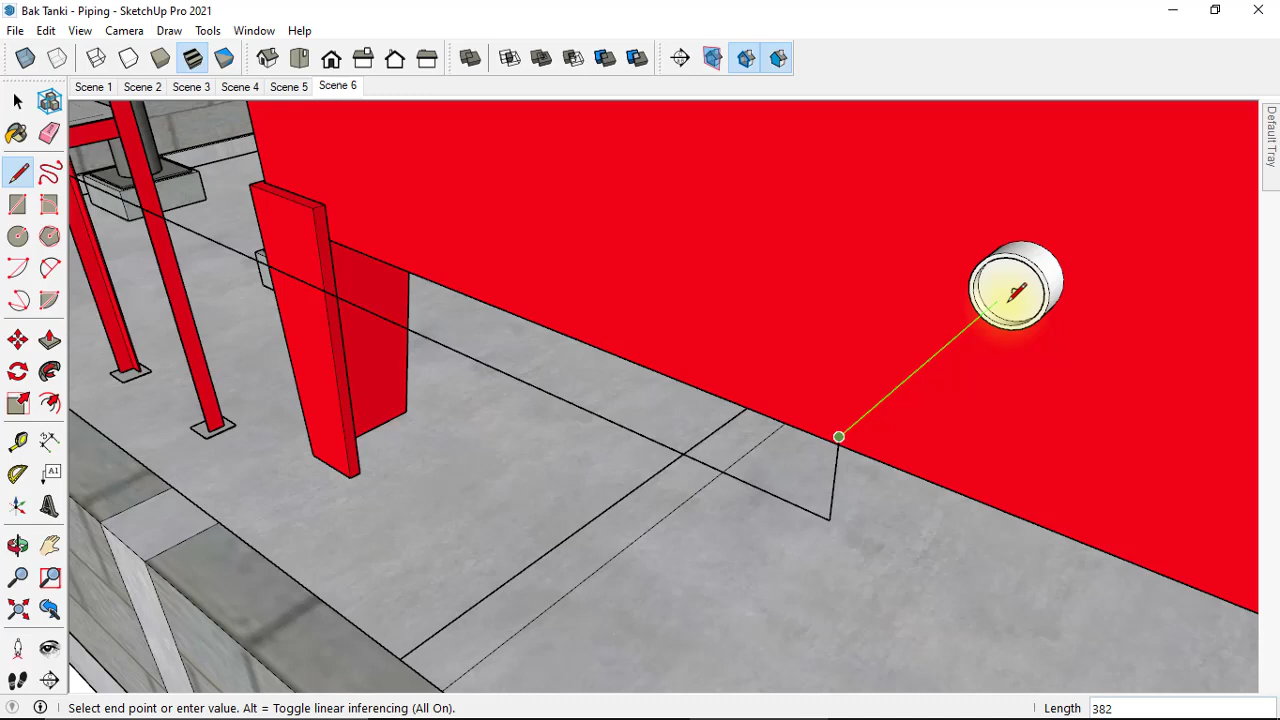 Bak Tanki - Piping - SketchUp Pro 2021
File Edit View Camera Draw Tools Window Help
Scene 1 Scene 2 Scene 3 Scene 4 Scene 5 Scene 6
Default Tray
A1
Select end point or enter value. Alt = Toggle linear inferencing (All On). Length 382